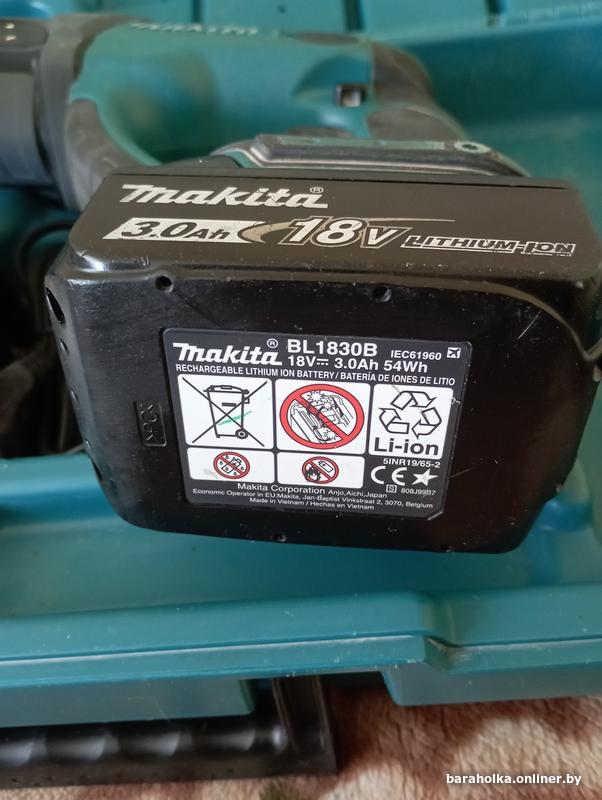 makita
makita®
3.0Ah 18V LITHIUM-ION
makita® BL1830B IEC61960
18V⎓ 3.0Ah 54Wh
RECHARGEABLE LITHIUM ION BATTERY / BATERÍA DE IONES DE LITIO
Li-ion
5INR19/65-2
CE
S 808J99B7
Makita Corporation Anjo,Aichi,Japan
Economic Operator in EU:Makita, Jan-Baptist Vinkstraat 2, 3070, Belgium
Made in Vietnam / Hechas en Vietnam
baraholka.onliner.by